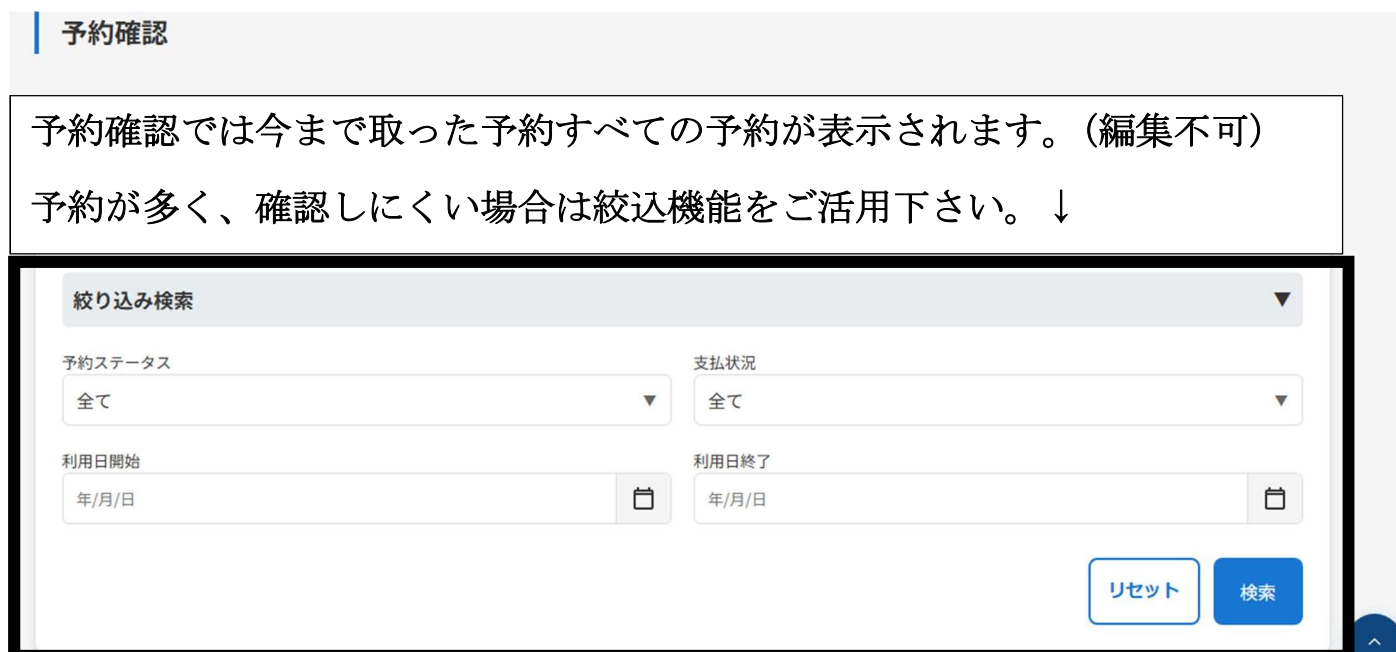 予約確認
予約確認では今まで取った予約すべての予約が表示されます。(編集不可)
予約が多く、確認しにくい場合は絞込機能をご活用下さい。↓
絞り込み検索 ▼
予約ステータス 支払状況
全て ▼ 全て ▼
利用日開始 利用日終了
年/月/日 年/月/日
リセット 検索